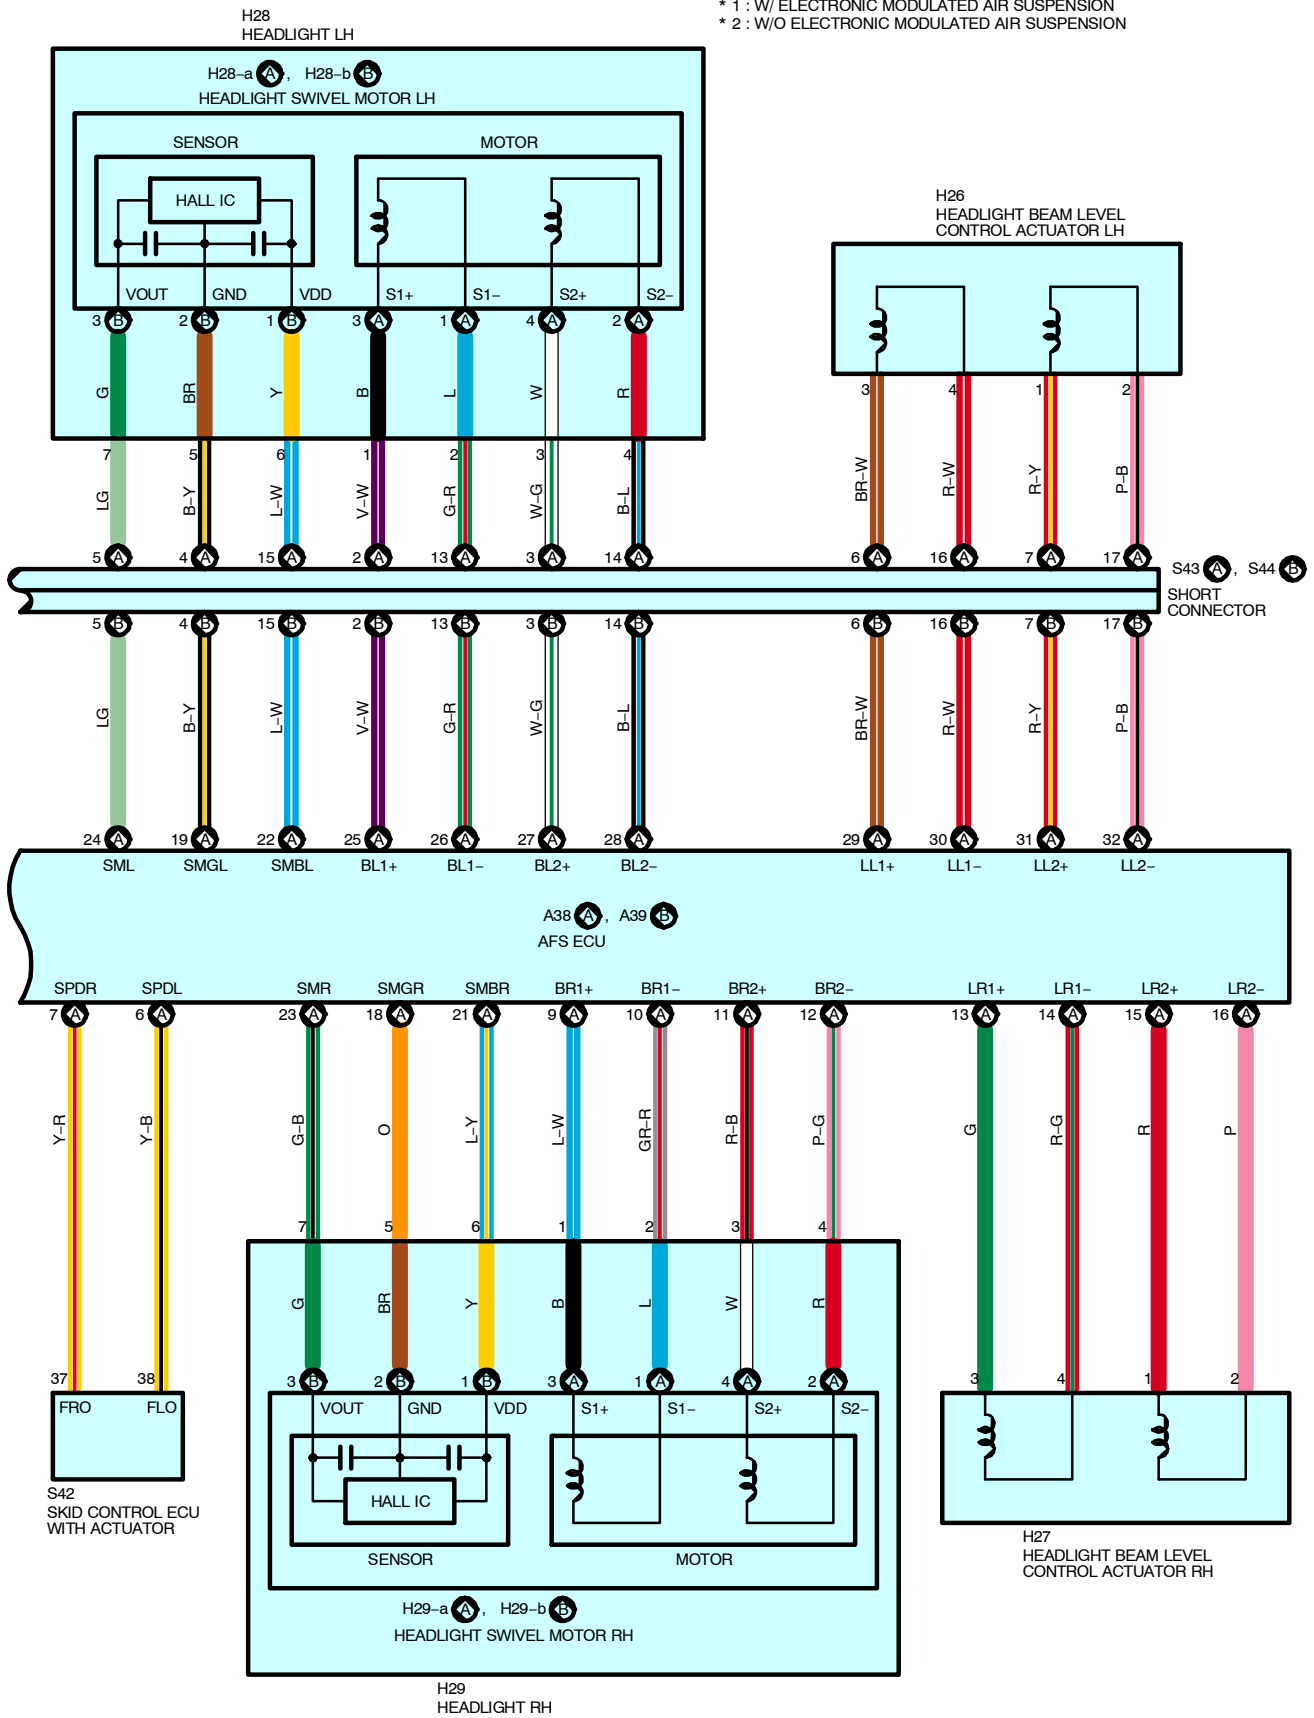 * 1 : W/ ELECTRONIC MODULATED AIR SUSPENSION
* 2 : W/O ELECTRONIC MODULATED AIR SUSPENSION
H28
HEADLIGHT LH
H28-a A , H28-b B
HEADLIGHT SWIVEL MOTOR LH
SENSOR MOTOR
HALL IC
H26
HEADLIGHT BEAM LEVEL
CONTROL ACTUATOR LH
VOUT GND VDD S1+ S1- S2+ S2-
3 B 2 B 1 B 3 A 1 A 4 A 2 A
G BR Y B L W R
3 4 1 2
7 5 6 1 2 3 4
LG B-Y L-W V-W G-R W-G B-L BR-W R-W R-Y P-B
5 A 4 A 15 A 2 A 13 A 3 A 14 A 6 A 16 A 7 A 17 A
S43 A , S44 B
SHORT
CONNECTOR
5 B 4 B 15 B 2 B 13 B 3 B 14 B 6 B 16 B 7 B 17 B
LG B-Y L-W V-W G-R W-G B-L BR-W R-W R-Y P-B
24 A 19 A 22 A 25 A 26 A 27 A 28 A 29 A 30 A 31 A 32 A
SML SMGL SMBL BL1+ BL1- BL2+ BL2- LL1+ LL1- LL2+ LL2-
A38 A , A39 B
AFS ECU
SPDR SPDL SMR SMGR SMBR BR1+ BR1- BR2+ BR2- LR1+ LR1- LR2+ LR2-
7 A 6 A 23 A 18 A 21 A 9 A 10 A 11 A 12 A 13 A 14 A 15 A 16 A
Y-R Y-B G-B O L-Y L-W GR-R R-B P-G G R-G R P
7 5 6 1 2 3 4
G BR Y B L W R
37 38 3 B 2 B 1 B 3 A 1 A 4 A 2 A 3 4 1 2
FRO FLO VOUT GND VDD S1+ S1- S2+ S2-
HALL IC
S42
SKID CONTROL ECU
WITH ACTUATOR
SENSOR MOTOR
H27
HEADLIGHT BEAM LEVEL
CONTROL ACTUATOR RH
H29-a A , H29-b B
HEADLIGHT SWIVEL MOTOR RH
H29
HEADLIGHT RH